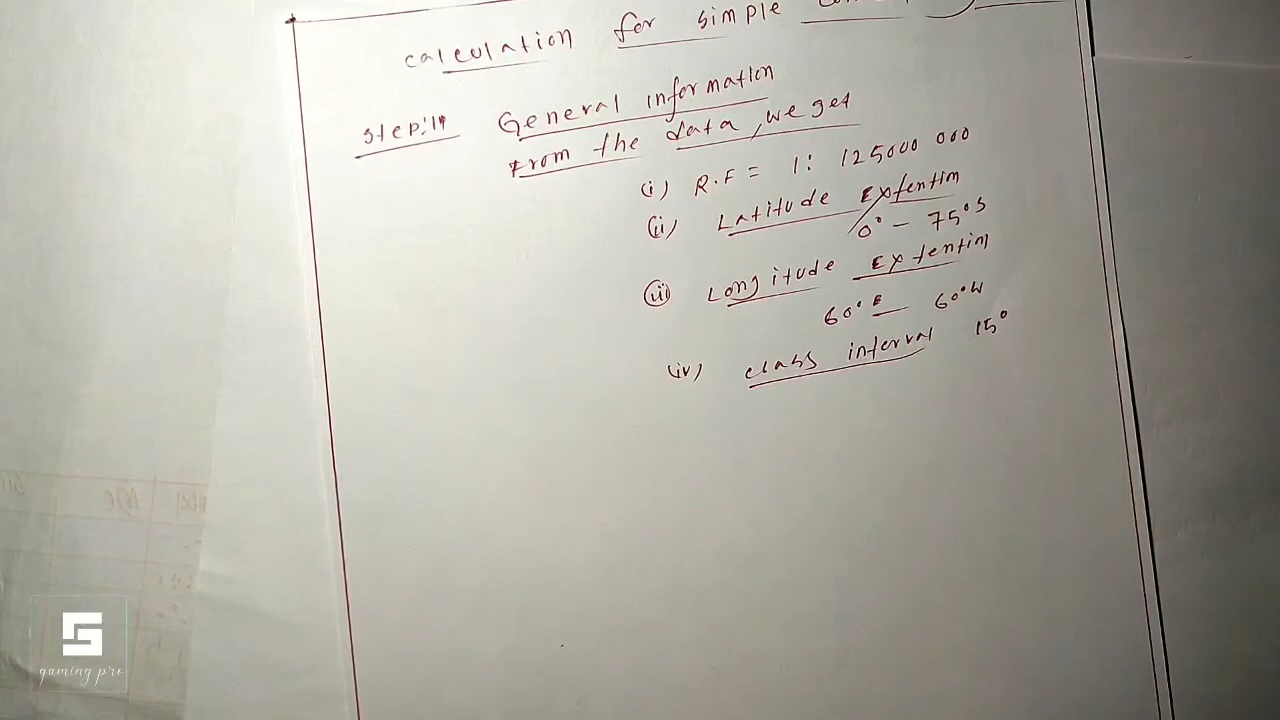 calculation for simple
Step:1
General information
From the data, we get
(i) R.F = 1: 125000 000
(ii) Latitude Extention
0° - 75°S
(iii) Longitude Extention
60° E - 60°W
(iv) class interval 15°
gaming pre